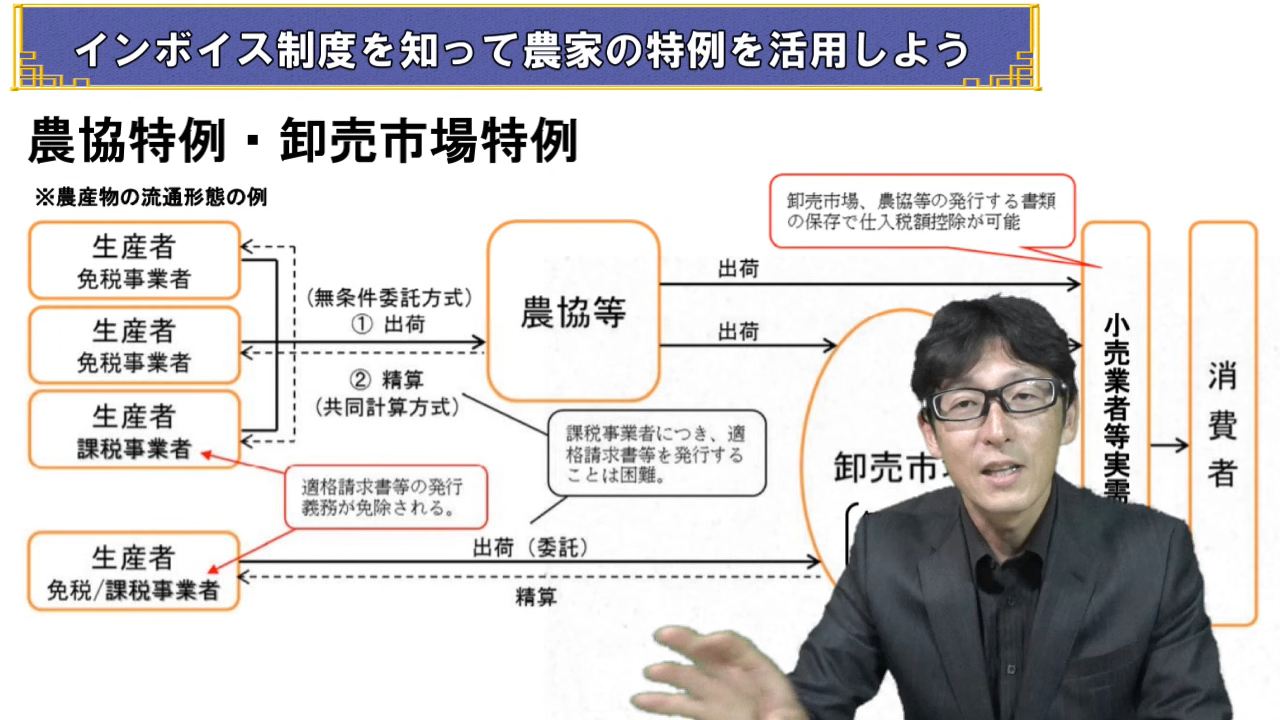 インボイス制度を知って農家の特例を活用しよう
農協特例・卸売市場特例
※農産物の流通形態の例
生産者
免税事業者
生産者
免税事業者
生産者
課税事業者
生産者
免税/課税事業者
(無条件委託方式)
① 出荷
② 精算
(共同計算方式)
農協等
出荷
出荷
卸売市場、農協等の発行する書類
の保存で仕入税額控除が可能
課税事業者につき、適
格請求書等を発行する
ことは困難。
適格請求書等の発行
義務が免除される。
出荷（委託）
精算
卸売市
小売業者等実需
消費者